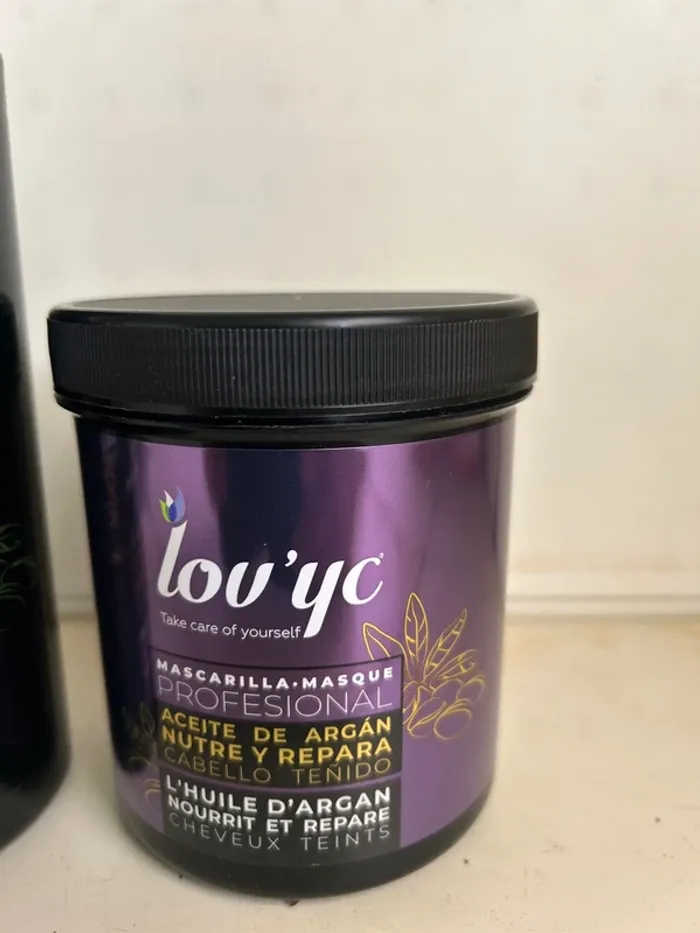 lov'yc
Take care of yourself
MASCARILLA·MASQUE
PROFESIONAL
ACEITE DE ARGÁN
NUTRE Y REPARA
CABELLO TEÑIDO
L'HUILE D'ARGAN
NOURRIT ET REPARE
CHEVEUX TEINTS